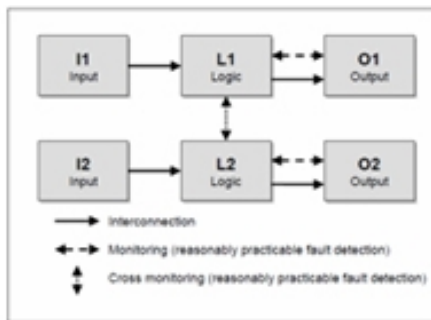 I1
Input
L1
Logic
O1
Output
I2
Input
L2
Logic
O2
Output
Interconnection
Monitoring (reasonably practicable fault detection)
Cross monitoring (reasonably practicable fault detection)